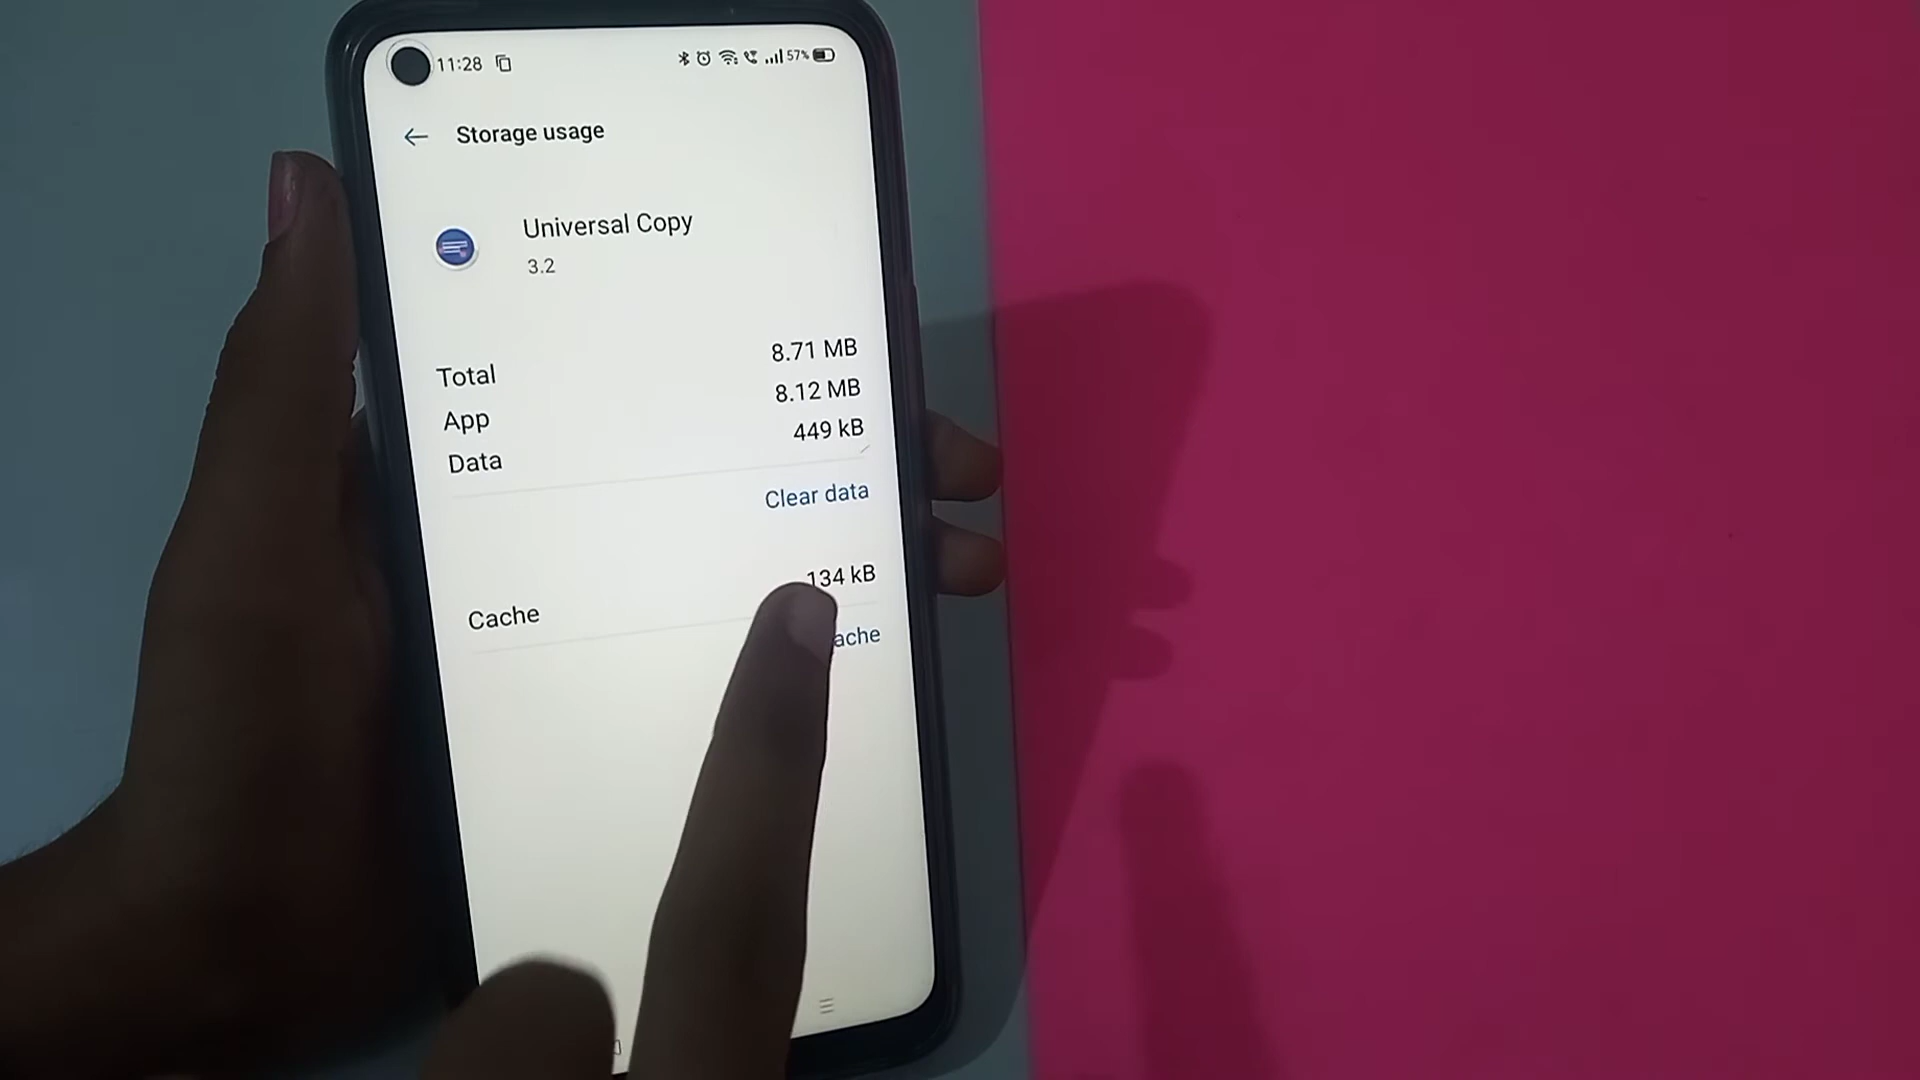 11:28 57%
Storage usage
Universal Copy
3.2
Total 8.71 MB
App 8.12 MB
Data 449 kB
Clear data
Cache 134 kB
ache